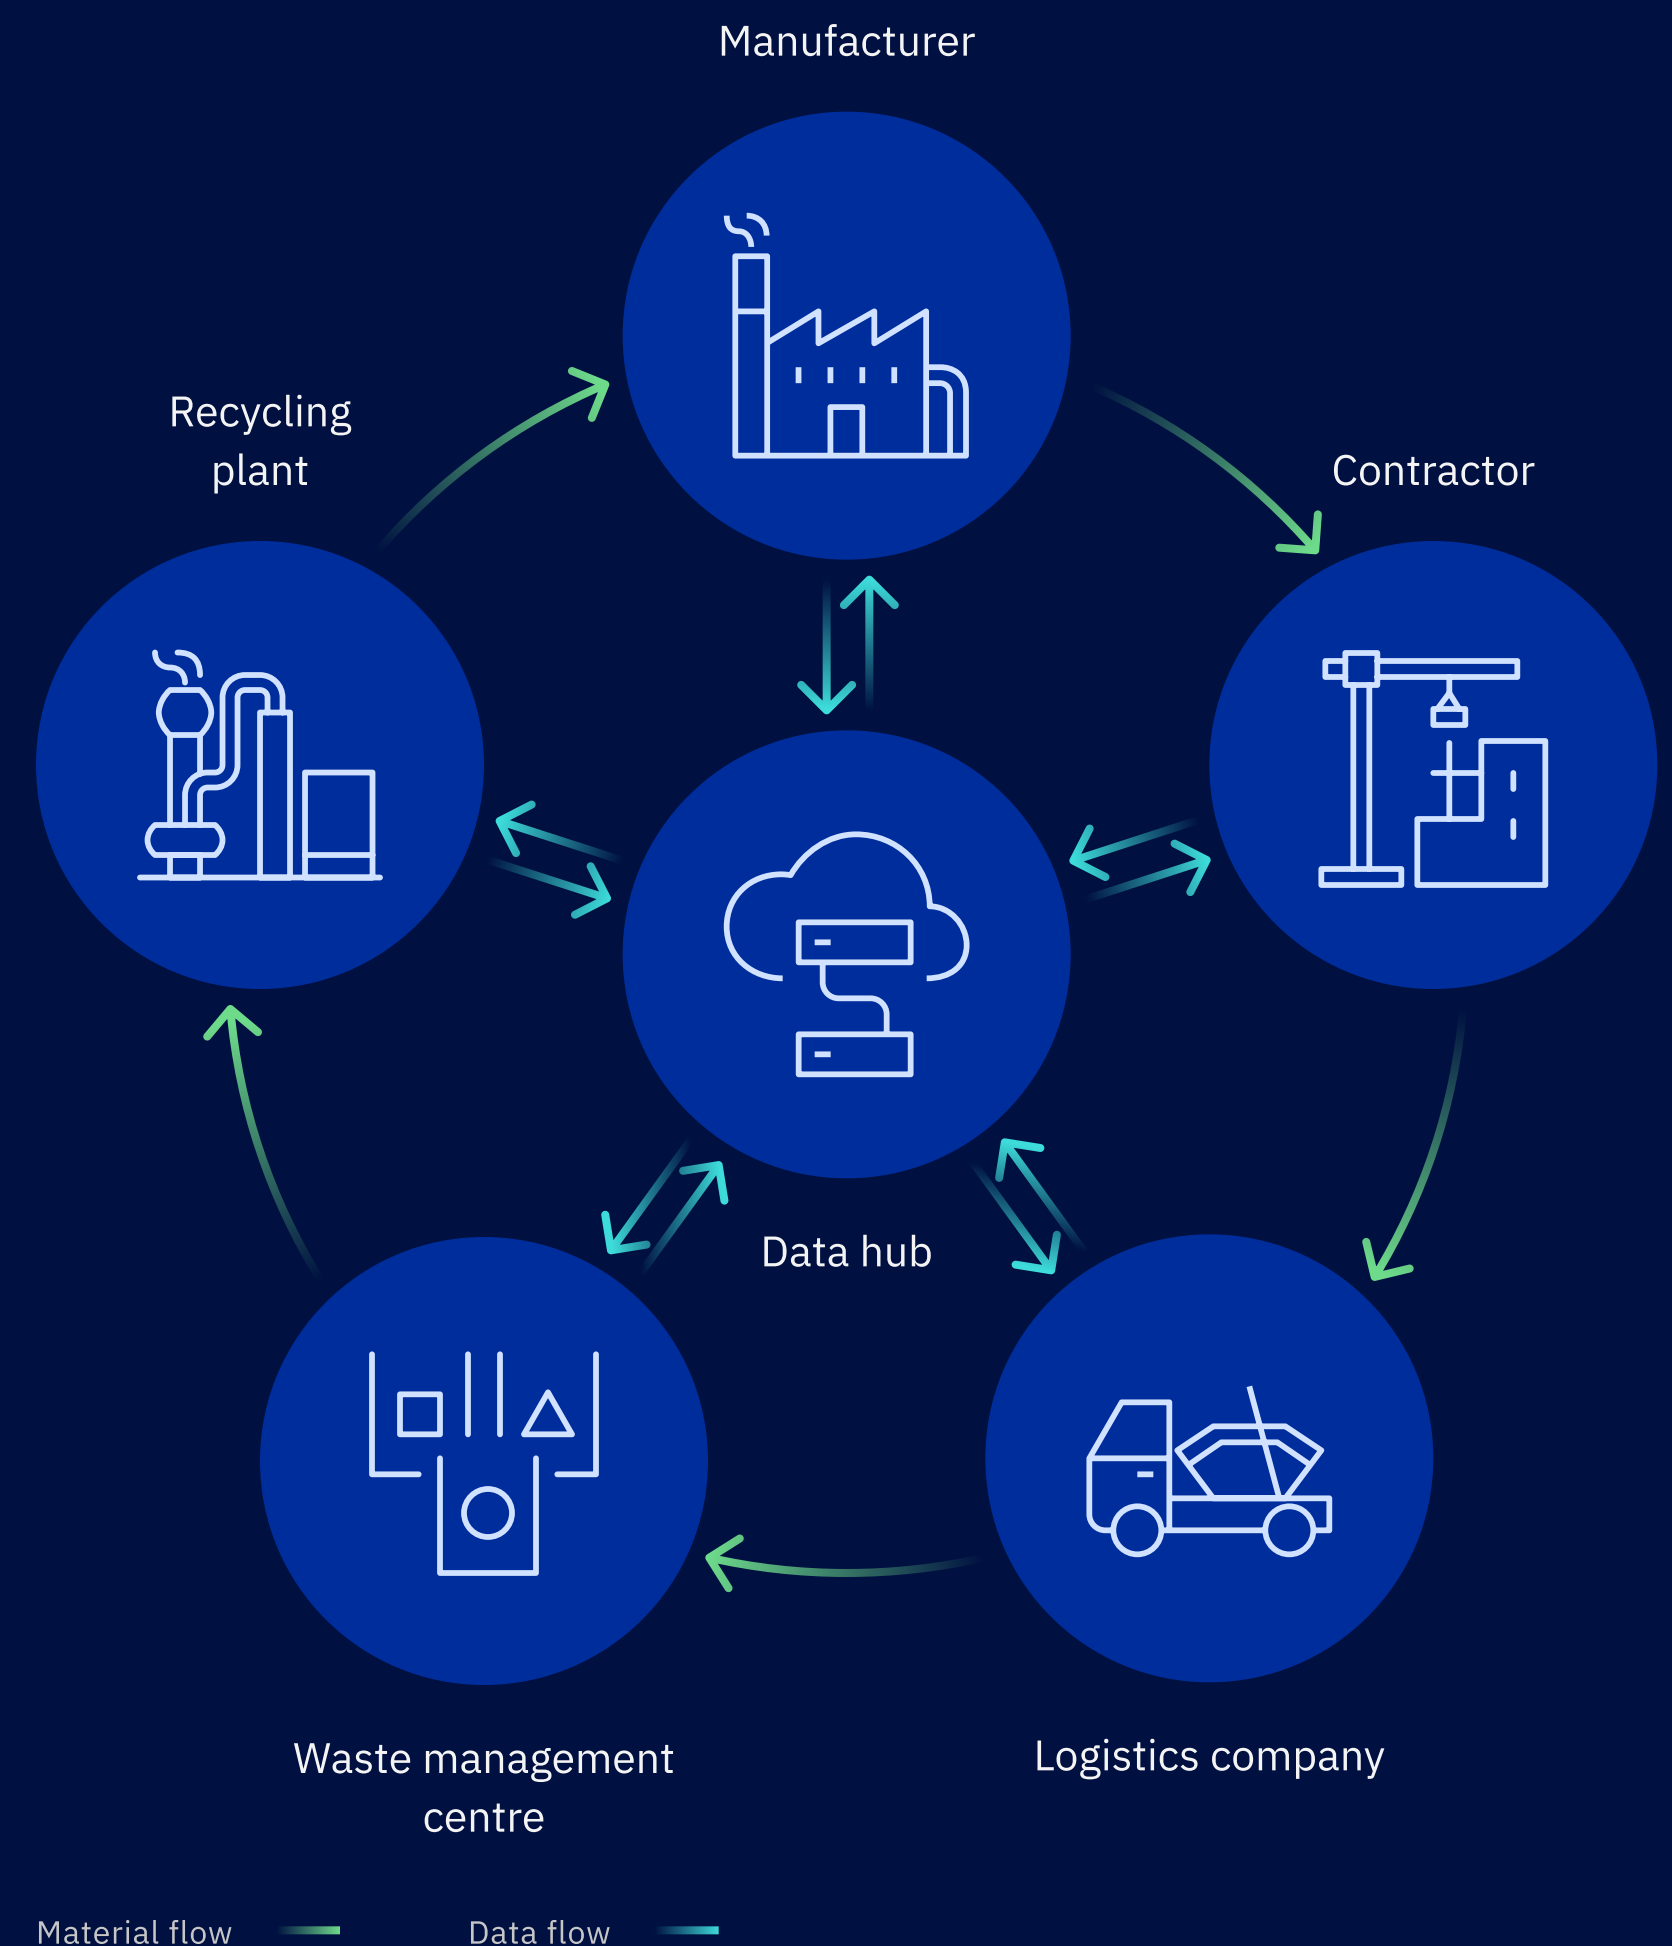 Manufacturer
Recycling
plant
Contractor
Data hub
Waste management
centre
Logistics company
Material flow
Data flow